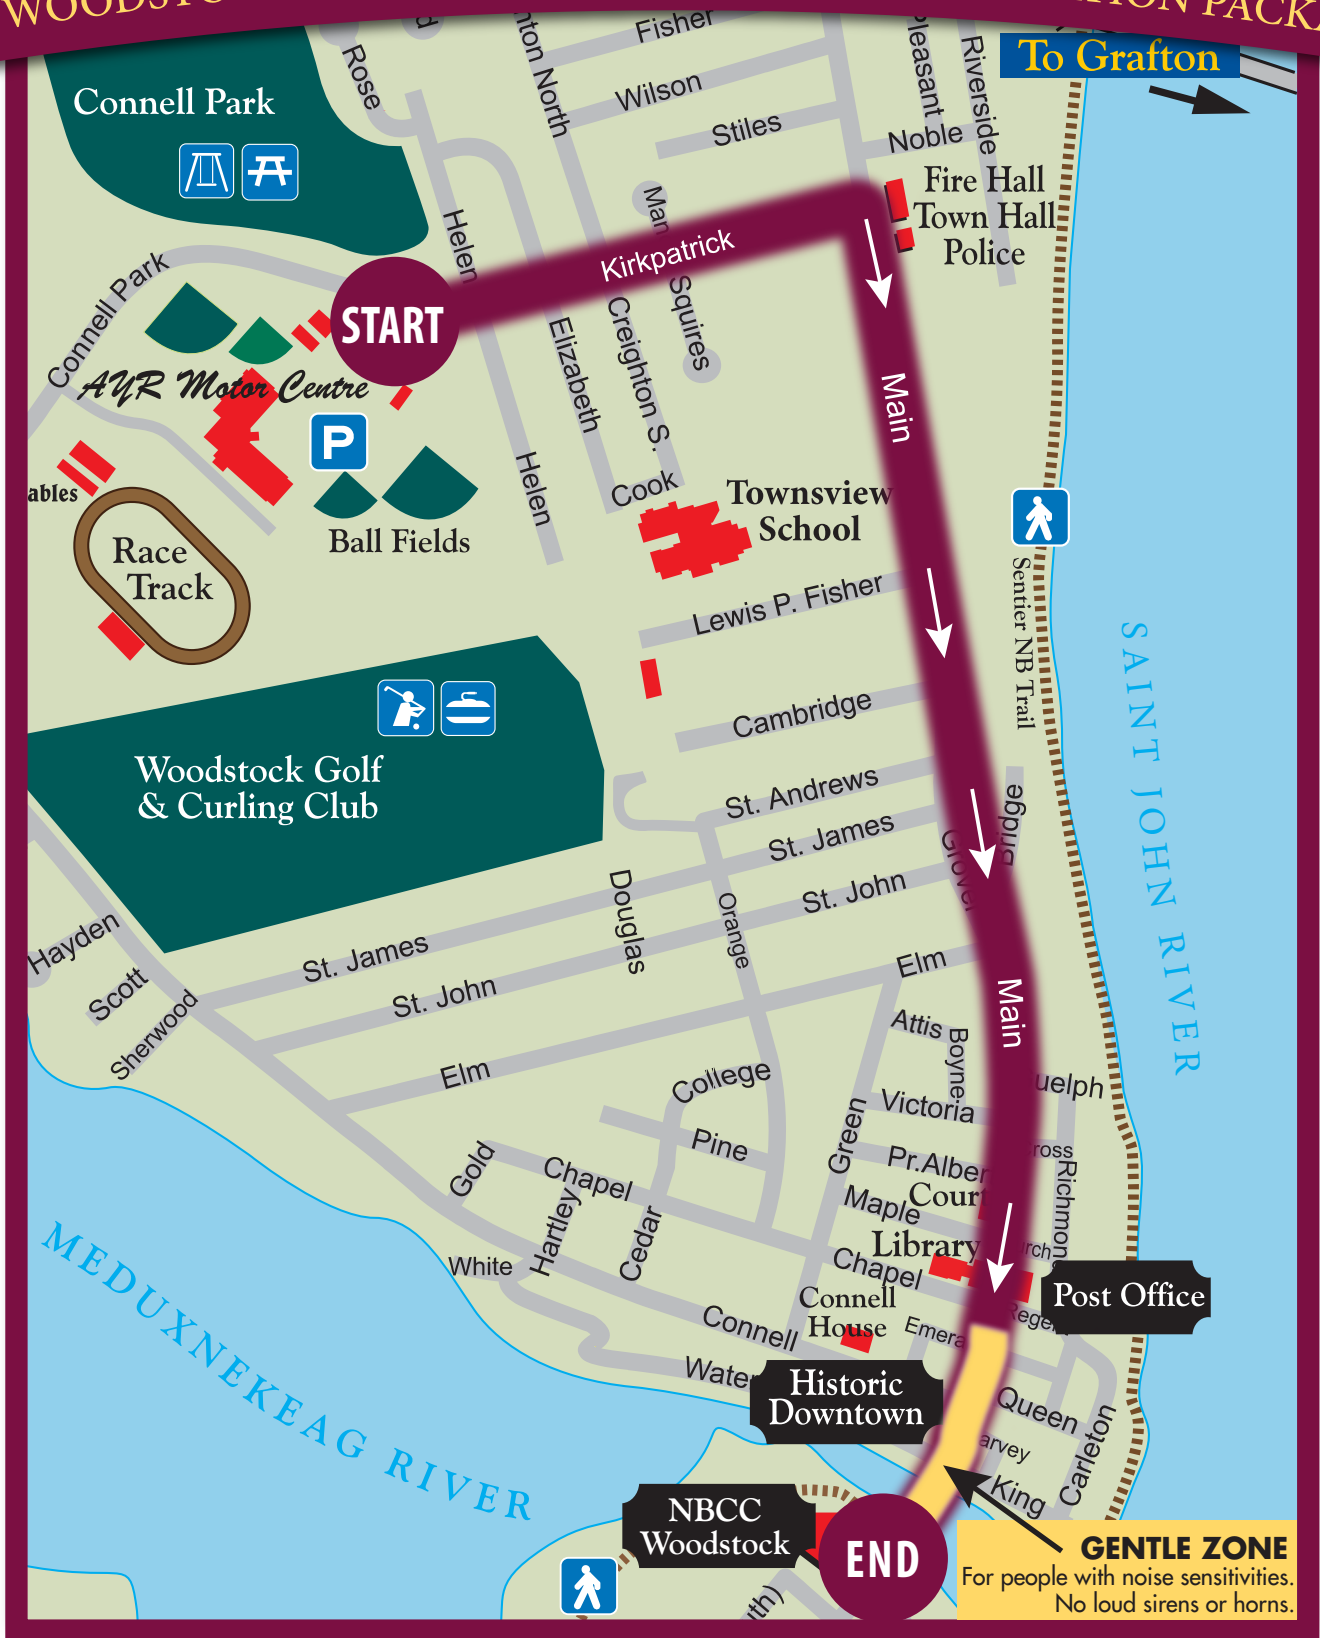 To Grafton
Connell Park
Rose
Fisher
Wilson
Stiles
Riverside
Noble
Fire Hall
Town Hall
Police
Helen
Kirkpatrick
Connell Park
START
Squires
Creighton S.
Elizabeth
AYR Motor Centre
P
Main
Helen
Cook
Townsview
School
Ball Fields
Race
Track
Sentier NB Trail
Lewis P. Fisher
SAINT JOHN RIVER
Cambridge
Woodstock Golf
& Curling Club
St. Andrews
St. James
Bridge
Grover
St. John
Douglas
Orange
Hayden
St. James
Scott
St. John
Sherwood
Elm
Main
Attis
Boyne
Elm
College
Victoria
Green
Pine
Gold
Chapel
Maple
Court
Hartley
Cedar
Library
White
Chapel
Post Office
Connell
House
Connell
Historic
Downtown
Queen
Carleton
King
MEDUXNEKEAG RIVER
NBCC
Woodstock
END
GENTLE ZONE
For people with noise sensitivities.
No loud sirens or horns.